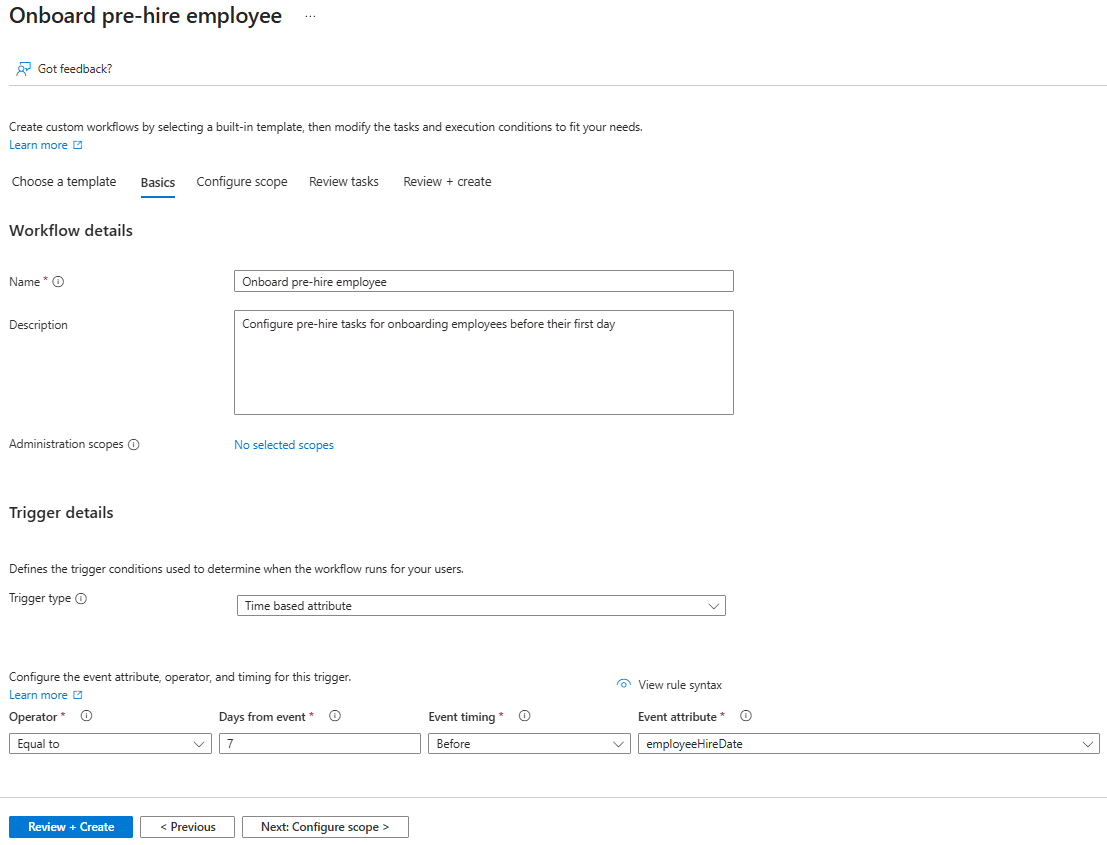 Onboard pre-hire employee ...
Got feedback?
Create custom workflows by selecting a built-in template, then modify the tasks and execution conditions to fit your needs.
Learn more
Choose a template Basics Configure scope Review tasks Review + create
Workflow details
Name * Onboard pre-hire employee
Description Configure pre-hire tasks for onboarding employees before their first day
Administration scopes No selected scopes
Trigger details
Defines the trigger conditions used to determine when the workflow runs for your users.
Trigger type Time based attribute
Configure the event attribute, operator, and timing for this trigger.
View rule syntax
Learn more
Operator * Days from event * Event timing * Event attribute *
Equal to 7 Before employeeHireDate
Review + Create < Previous Next: Configure scope >